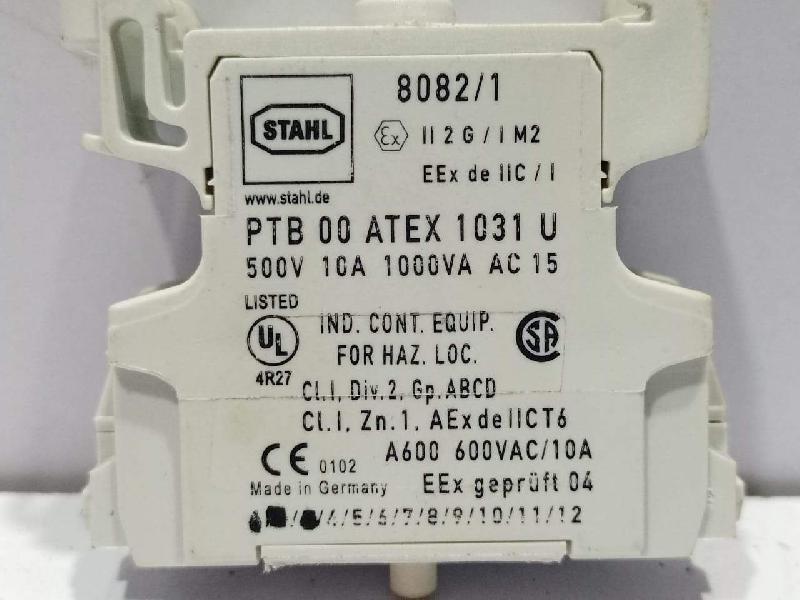 STAHL
8082/1
Ex II 2 G / I M2
EEx de IIC / I
www.stahl.de
PTB 00 ATEX 1031 U
500V 10A 1000VA AC 15
LISTED
UL
IND. CONT. EQUIP.
SA
FOR HAZ. LOC.
4R27
Cl.I, Div.2, Gp.ABCD
Cl.I, Zn.1, AExdeIICT6
CE 0102
A600 600VAC/10A
Made in Germany
EEx geprüft 04
/4/5/6/7/8/9/10/11/12